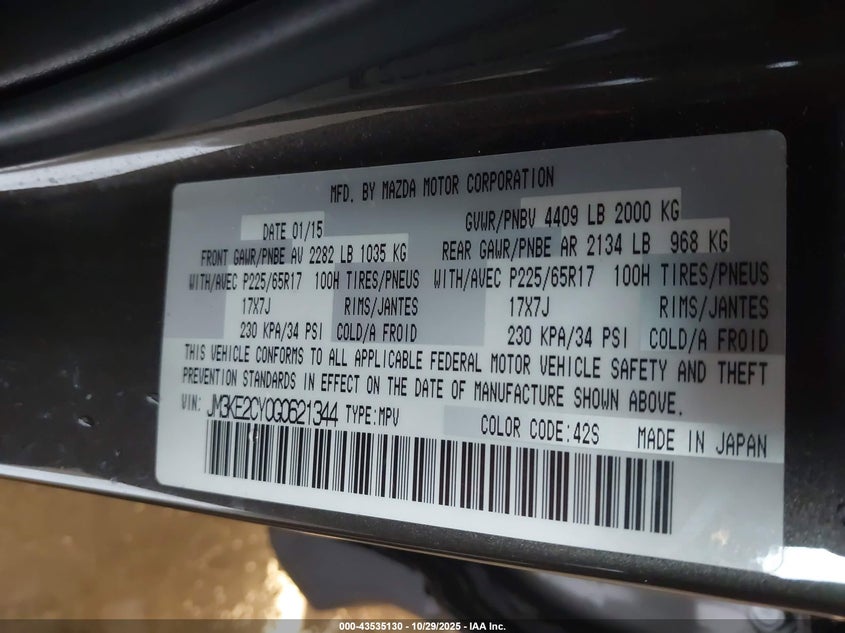 MFD. BY MAZDA MOTOR CORPORATION
DATE 01/15 GVWR/PNBV 4409 LB 2000 KG
FRONT GAWR/PNBE AV 2282 LB 1035 KG REAR GAWR/PNBE AR 2134 LB 968 KG
WITH/AVEC P225/65R17 100H TIRES/PNEUS WITH/AVEC P225/65R17 100H TIRES/PNEUS
17X7J RIMS/JANTES 17X7J RIMS/JANTES
230 KPA/34 PSI COLD/A FROID 230 KPA/34 PSI COLD/A FROID
THIS VEHICLE CONFORMS TO ALL APPLICABLE FEDERAL MOTOR VEHICLE SAFETY AND THEFT
PREVENTION STANDARDS IN EFFECT ON THE DATE OF MANUFACTURE SHOWN ABOVE.
VIN: JM3KE2CY0G0621344 TYPE:MPV COLOR CODE:42S MADE IN JAPAN
000-43535130 - 10/29/2025 - IAA Inc.